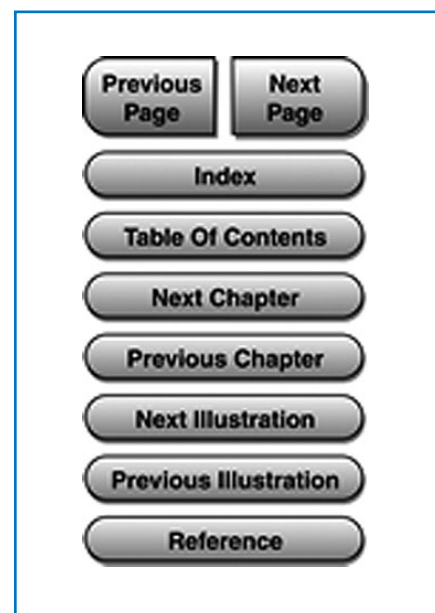 Previous
Page
Next
Page
Index
Table Of Contents
Next Chapter
Previous Chapter
Next Illustration
Previous Illustration
Reference